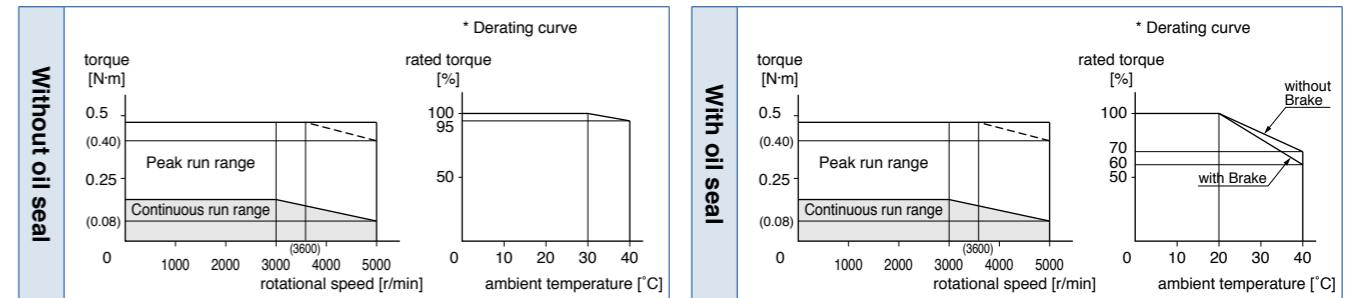 Without oil seal
* Derating curve
torque
[N·m]
0.5
(0.40)
0.25
(0.08)
0
Peak run range
Continuous run range
(3600)
1000 2000 3000 4000 5000
rotational speed [r/min]
rated torque
[%]
100
95
50
0 10 20 30 40
ambient temperature [˚C]
With oil seal
* Derating curve
torque
[N·m]
0.5
(0.40)
0.25
(0.08)
0
Peak run range
Continuous run range
(3600)
1000 2000 3000 4000 5000
rotational speed [r/min]
rated torque
[%]
without
Brake
100
70
60
50
with Brake
0 10 20 30 40
ambient temperature [˚C]